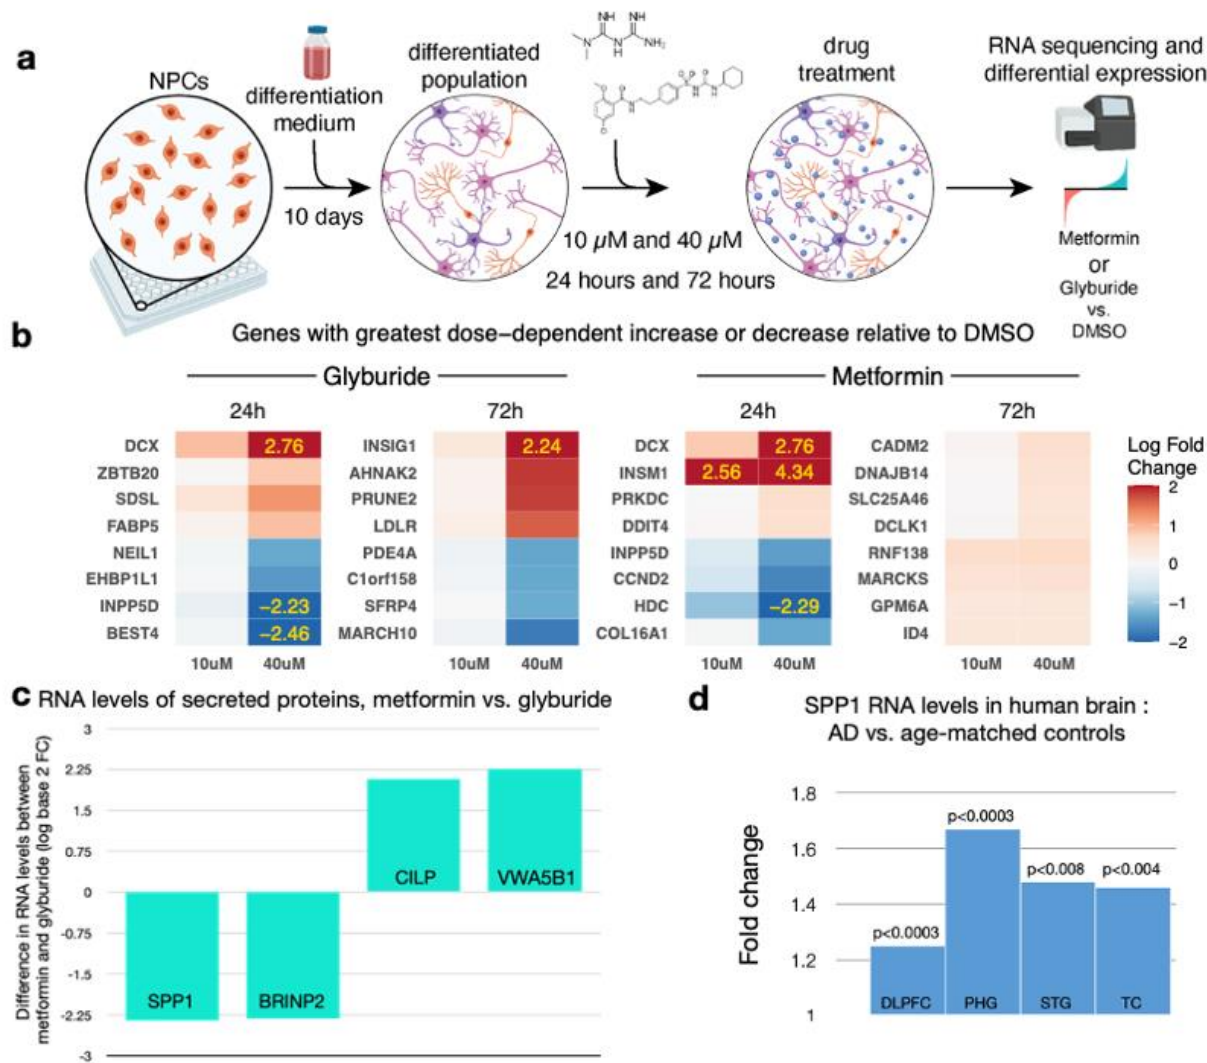 a
NPCs
differentiation
medium
10 days
differentiated
population
NH NH
N N NH₂
H
10 µM and 40 µM
24 hours and 72 hours
drug
treatment
RNA sequencing and
differential expression
Metformin
or
Glyburide
vs.
DMSO
b
Genes with greatest dose–dependent increase or decrease relative to DMSO
Glyburide
24h
DCX 2.76
ZBTB20
SDSL
FABP5
NEIL1
EHBP1L1
INPP5D −2.23
BEST4 −2.46
10uM 40uM
72h
INSIG1 2.24
AHNAK2
PRUNE2
LDLR
PDE4A
C1orf158
SFRP4
MARCH10
10uM 40uM
Metformin
24h
DCX 2.76
INSM1 2.56 4.34
PRKDC
DDIT4
INPP5D
CCND2
HDC −2.29
COL16A1
10uM 40uM
72h
CADM2
DNAJB14
SLC25A46
DCLK1
RNF138
MARCKS
GPM6A
ID4
10uM 40uM
Log Fold
Change
2
1
0
−1
−2
c RNA levels of secreted proteins, metformin vs. glyburide
Difference in RNA levels between
metformin and glyburide (log base 2 FC)
3
2.25
1.5
0.75
0
-0.75
-1.5
-2.25
-3
SPP1
BRINP2
CILP
VWA5B1
d
SPP1 RNA levels in human brain :
AD vs. age-matched controls
Fold change
1.8
1.6
1.4
1.2
1
p<0.0003
p<0.0003
p<0.008
p<0.004
DLPFC PHG STG TC